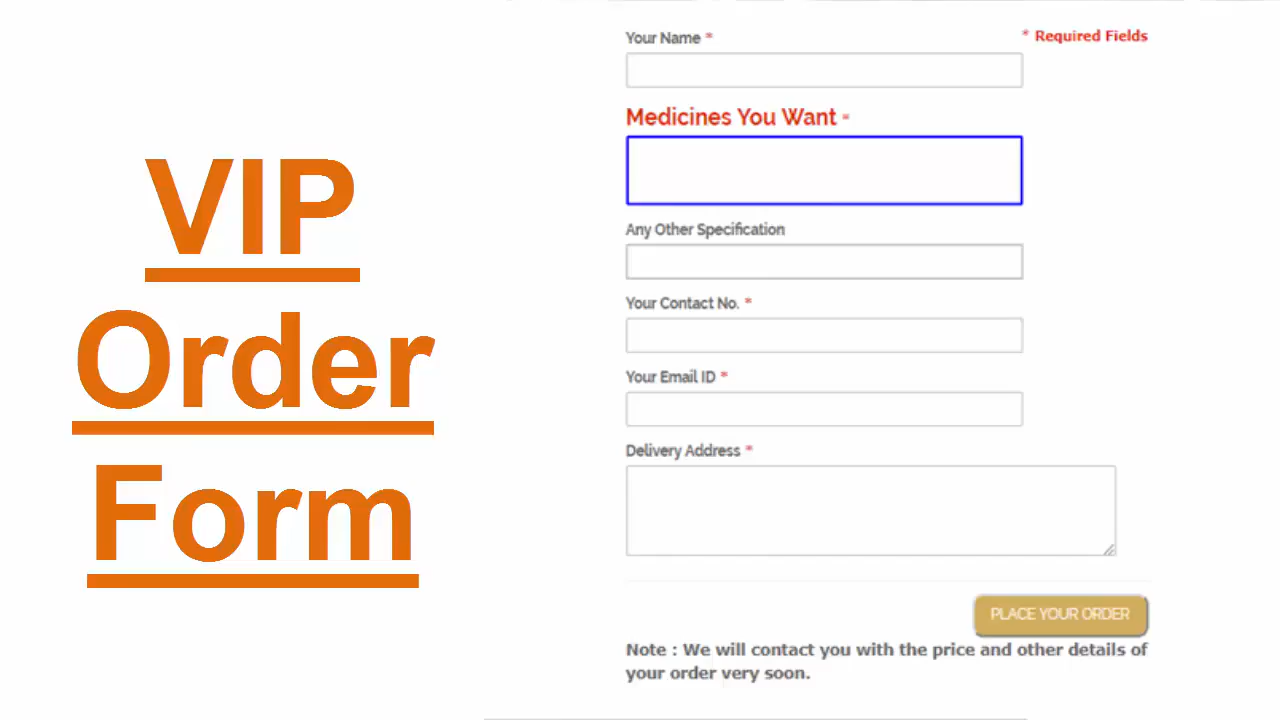 VIP
Order
Form
Your Name *
* Required Fields
Medicines You Want *
Any Other Specification
Your Contact No. *
Your Email ID *
Delivery Address *
PLACE YOUR ORDER
Note : We will contact you with the price and other details of
your order very soon.